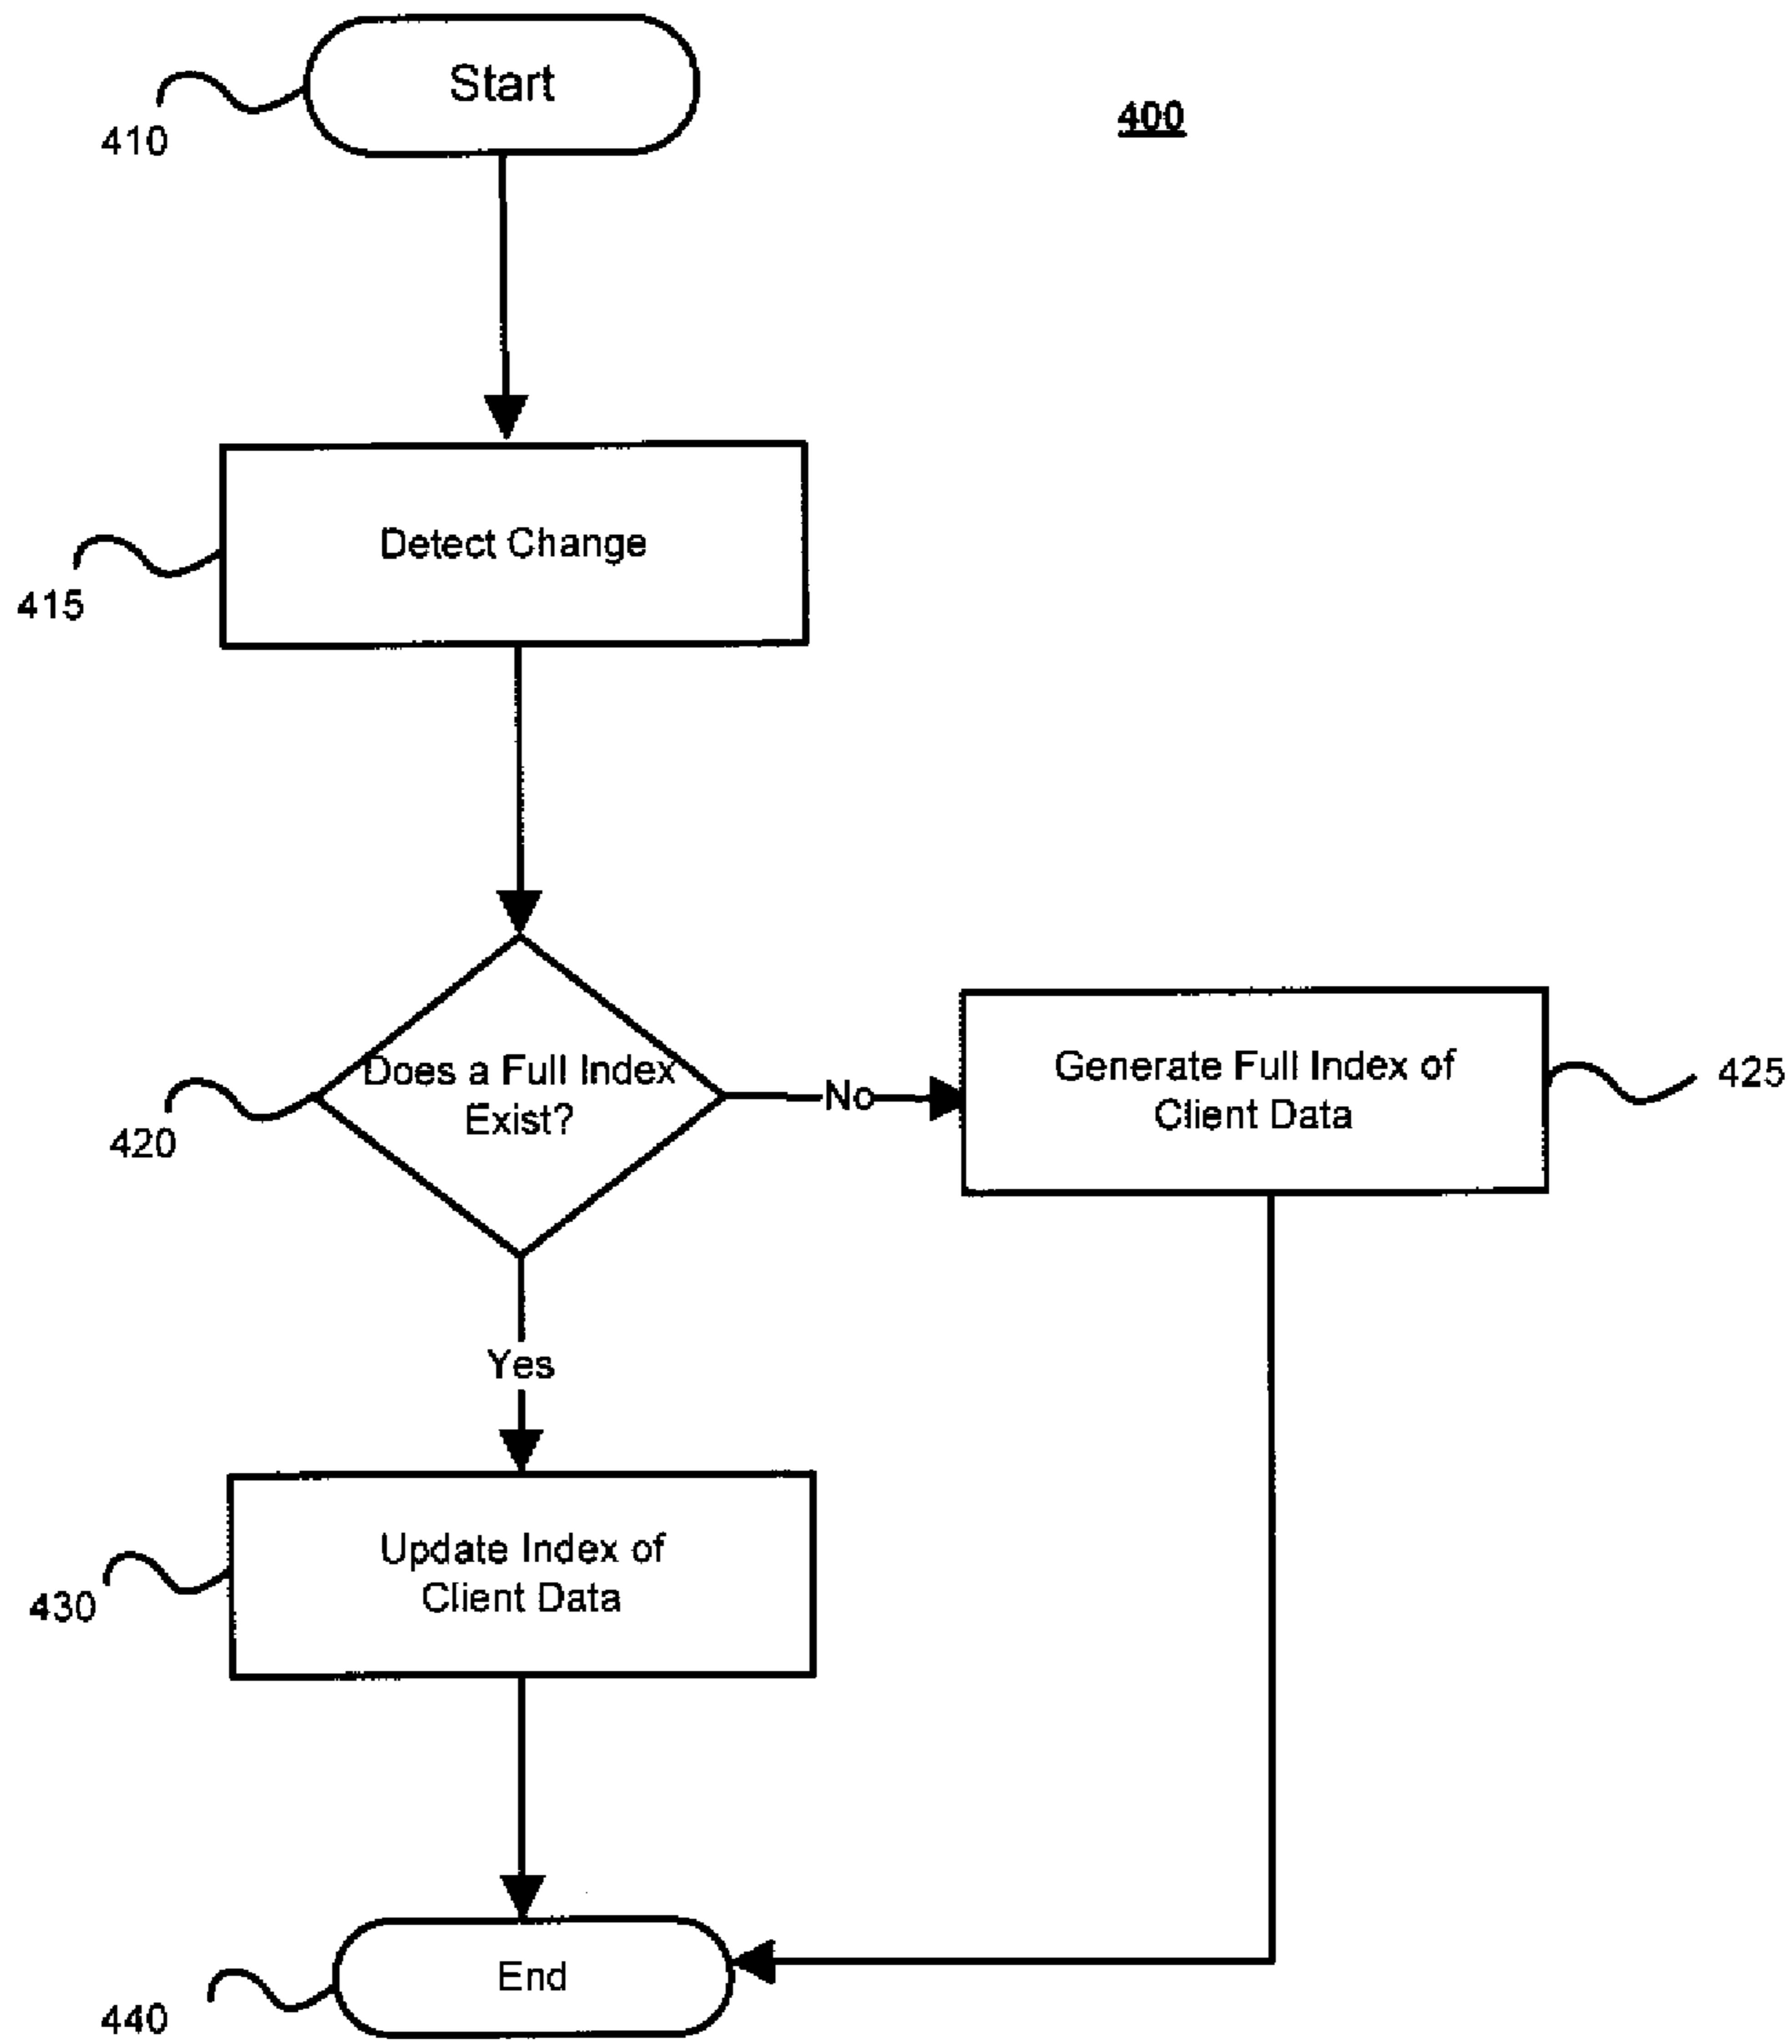 Start
400
410
Detect Change
415
Does a Full Index
Exist?
420
No
Generate Full Index of
Client Data
425
Yes
Update Index of
Client Data
430
End
440